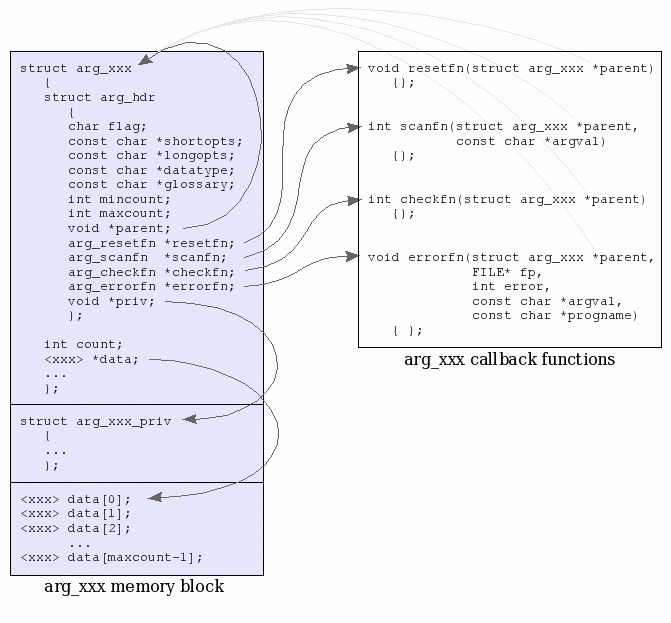 struct arg_xxx
{
struct arg_hdr
{
char flag;
const char *shortopts;
const char *longopts;
const char *datatype;
const char *glossary;
int mincount;
int maxcount;
void *parent;
arg_resetfn *resetfn;
arg_scanfn *scanfn;
arg_checkfn *checkfn;
arg_errorfn *errorfn;
void *priv;
};
int count;
<xxx> *data;
...
};
struct arg_xxx_priv
{
...
};
<xxx> data[0];
<xxx> data[1];
<xxx> data[2];
...
<xxx> data[maxcount-1];
arg_xxx memory block
void resetfn(struct arg_xxx *parent)
{};
int scanfn(struct arg_xxx *parent,
const char *argval)
{};
int checkfn(struct arg_xxx *parent)
{};
void errorfn(struct arg_xxx *parent,
FILE* fp,
int error,
const char *argval,
const char *progname)
{ };
arg_xxx callback functions